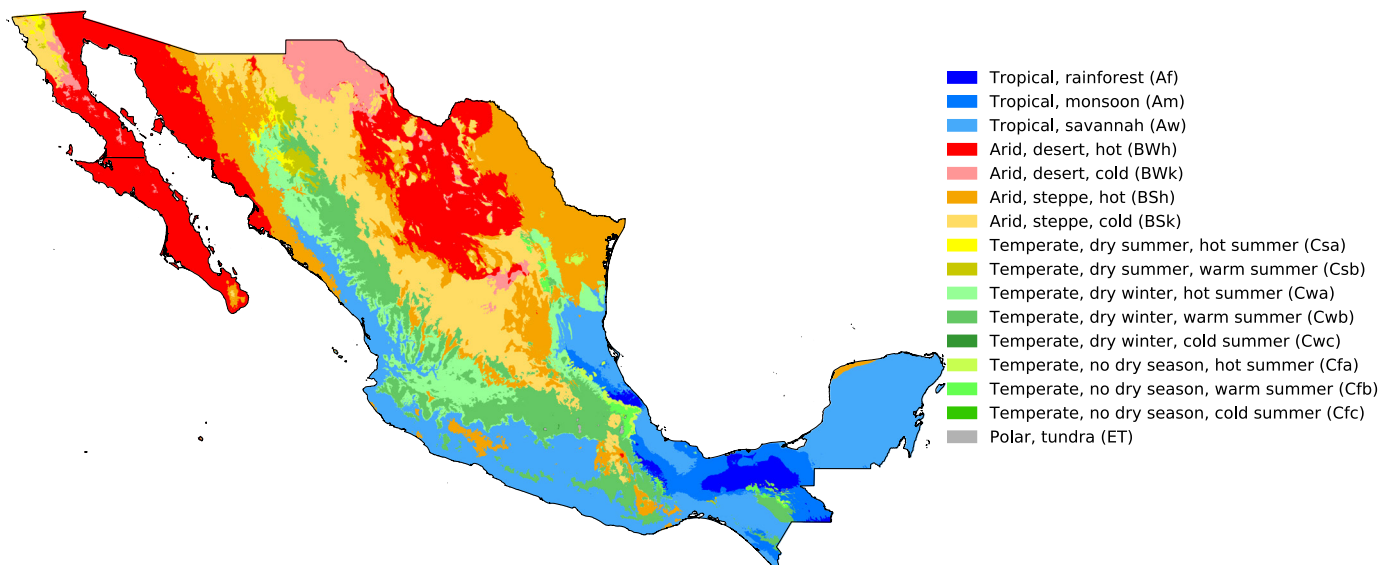 Tropical, rainforest (Af)
Tropical, monsoon (Am)
Tropical, savannah (Aw)
Arid, desert, hot (BWh)
Arid, desert, cold (BWk)
Arid, steppe, hot (BSh)
Arid, steppe, cold (BSk)
Temperate, dry summer, hot summer (Csa)
Temperate, dry summer, warm summer (Csb)
Temperate, dry winter, hot summer (Cwa)
Temperate, dry winter, warm summer (Cwb)
Temperate, dry winter, cold summer (Cwc)
Temperate, no dry season, hot summer (Cfa)
Temperate, no dry season, warm summer (Cfb)
Temperate, no dry season, cold summer (Cfc)
Polar, tundra (ET)